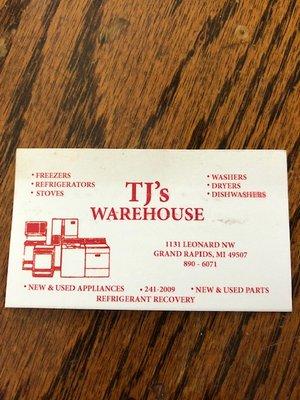 • FREEZERS
• REFRIGERATORS
• STOVES
TJ's
WAREHOUSE
• WASHERS
• DRYERS
• DISHWASHERS
1131 LEONARD NW
GRAND RAPIDS, MI 49507
890 - 6071
• NEW & USED APPLIANCES • 241-2009 • NEW & USED PARTS
REFRIGERANT RECOVERY